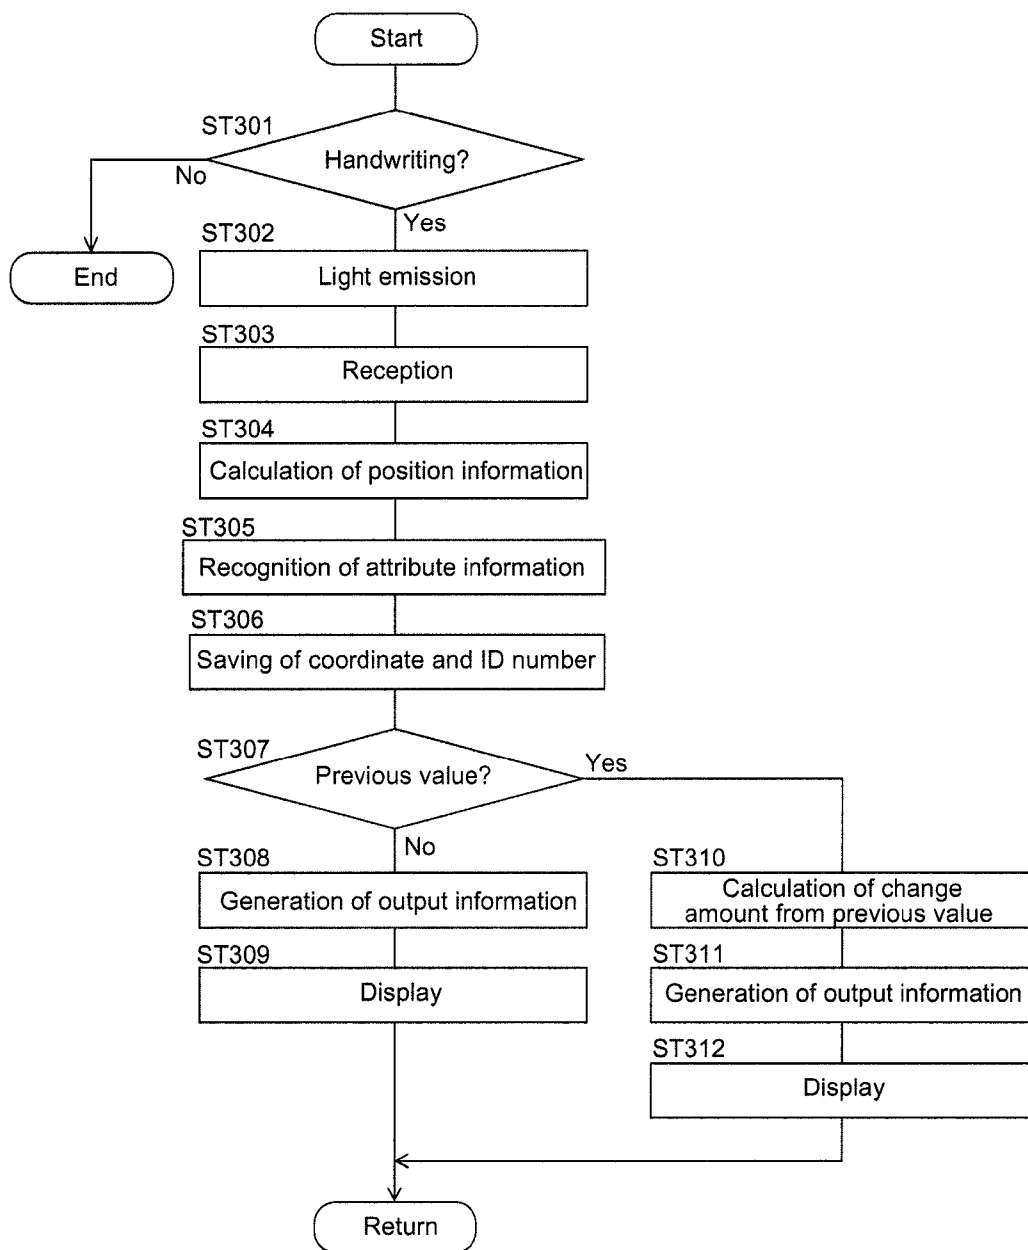 Start
ST301
Handwriting?
No
Yes
End
ST302
Light emission
ST303
Reception
ST304
Calculation of position information
ST305
Recognition of attribute information
ST306
Saving of coordinate and ID number
ST307
Previous value?
Yes
No
ST308
Generation of output information
ST309
Display
ST310
Calculation of change
amount from previous value
ST311
Generation of output information
ST312
Display
Return